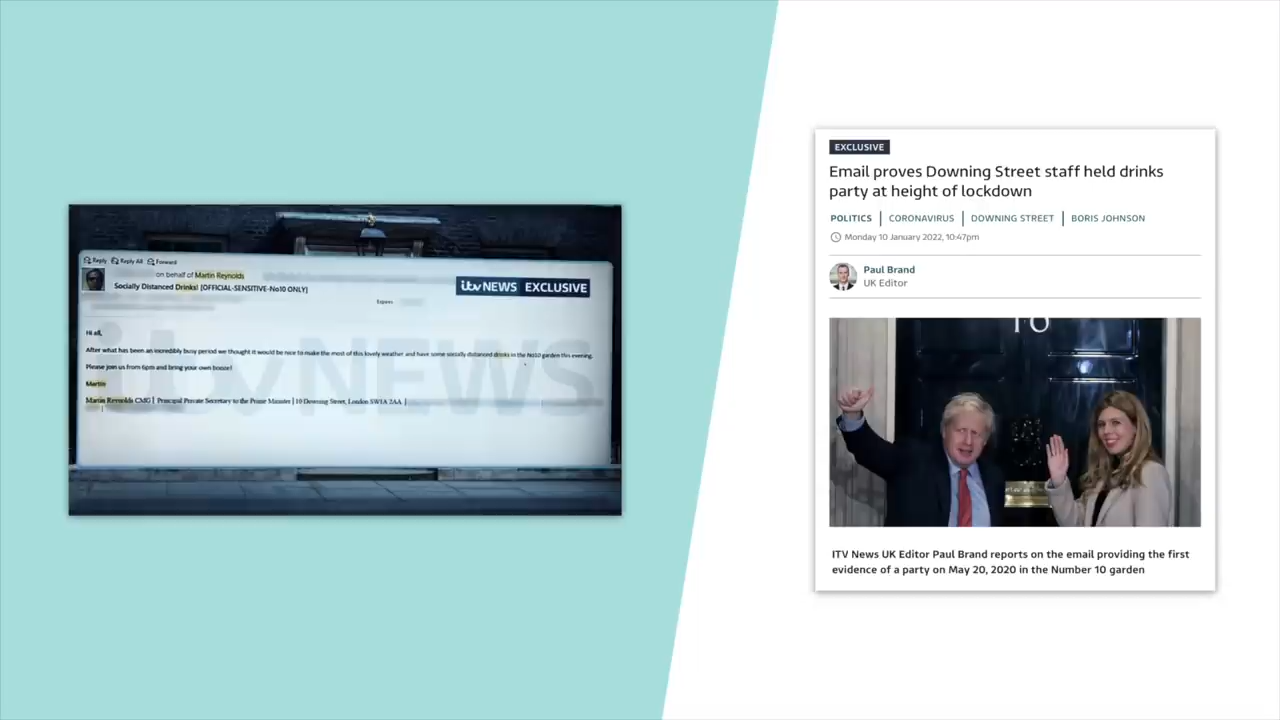 Reply Reply All Forward
on behalf of Martin Reynolds
Socially Distanced Drinks! [OFFICIAL-SENSITIVE-No10 ONLY]
itv NEWS EXCLUSIVE
Expires
Hi all,
After what has been an incredibly busy period we thought it would be nice to make the most of this lovely weather and have some socially distanced drinks in the No10 garden this evening.
Please join us from 6pm and bring your own booze!
Martin
Martin Reynolds CMG | Principal Private Secretary to the Prime Minister | 10 Downing Street, London SW1A 2AA |
itv NEWS
EXCLUSIVE
Email proves Downing Street staff held drinks
party at height of lockdown
POLITICS | CORONAVIRUS | DOWNING STREET | BORIS JOHNSON
Monday 10 January 2022, 10:47pm
Paul Brand
UK Editor
10
ITV News UK Editor Paul Brand reports on the email providing the first
evidence of a party on May 20, 2020 in the Number 10 garden